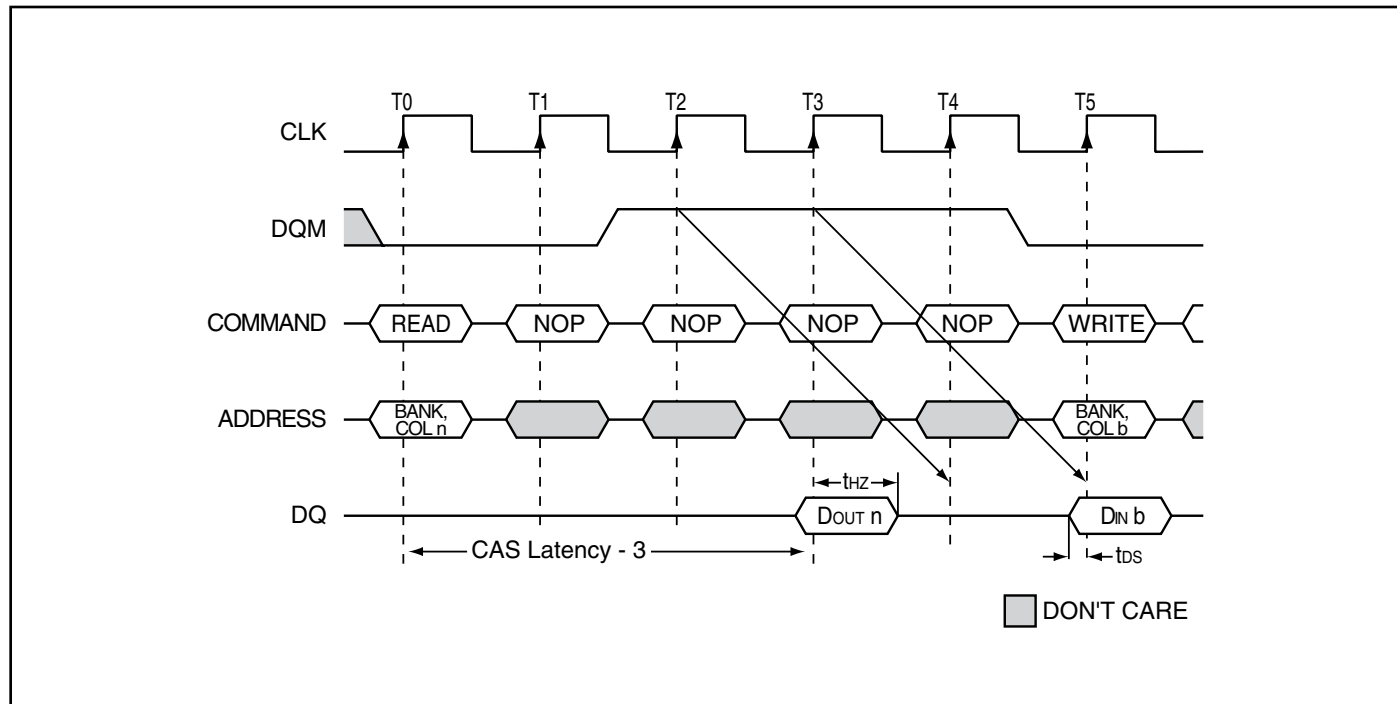 T0 T1 T2 T3 T4 T5
CLK
DQM
COMMAND READ NOP NOP NOP NOP WRITE
ADDRESS BANK, COL n BANK, COL b
tHZ
DQ DOUT n DIN b
CAS Latency - 3 tDS
DON'T CARE